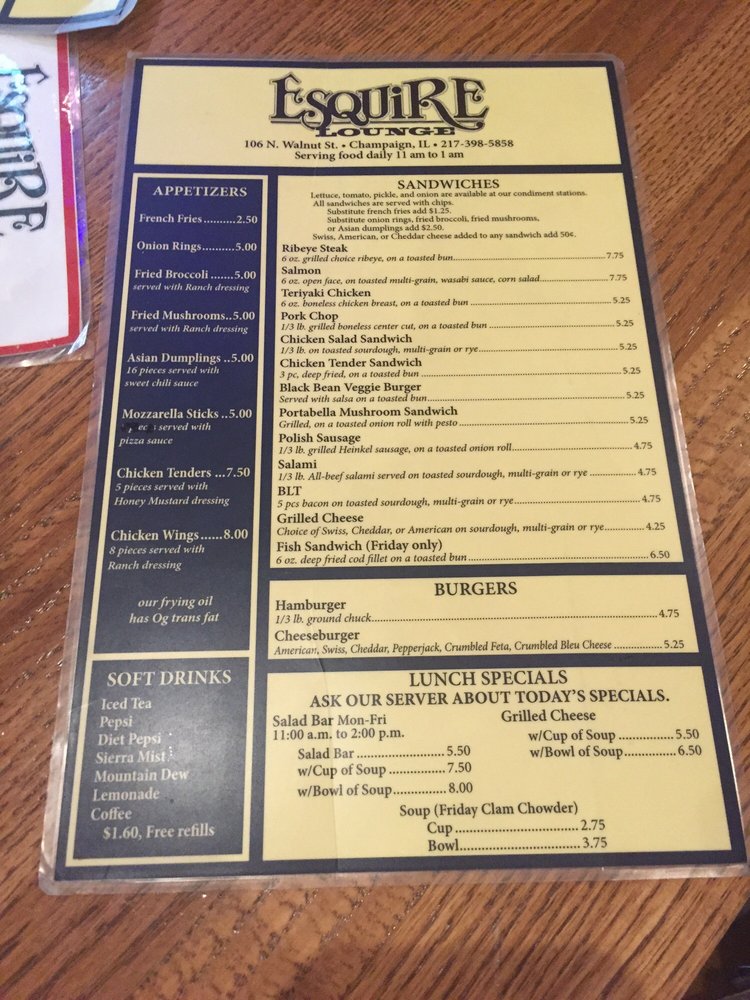 EsQUiRE
ESQUiRE
LOUNGE
106 N. Walnut St. • Champaign, IL • 217-398-5858
Serving food daily 11 am to 1 am
APPETIZERS
French Fries..........2.50
Onion Rings..........5.00
Fried Broccoli .......5.00
served with Ranch dressing
Fried Mushrooms..5.00
served with Ranch dressing
Asian Dumplings ..5.00
16 pieces served with
sweet chili sauce
Mozzarella Sticks ..5.00
served with
pizza sauce
Chicken Tenders ...7.50
5 pieces served with
Honey Mustard dressing
Chicken Wings......8.00
8 pieces served with
Ranch dressing
our frying oil
has 0g trans fat
SOFT DRINKS
Iced Tea
Pepsi
Diet Pepsi
Sierra Mist
Mountain Dew
Lemonade
Coffee
$1.60, Free refills
SANDWICHES
Lettuce, tomato, pickle, and onion are available at our condiment stations.
All sandwiches are served with chips.
Substitute french fries add $1.25.
Substitute onion rings, fried broccoli, fried mushrooms,
or Asian dumplings add $2.50.
Swiss, American, or Cheddar cheese added to any sandwich add 50¢.
Ribeye Steak
6 oz. grilled choice ribeye, on a toasted bun..........7.75
Salmon
6 oz. open face, on toasted multi-grain, wasabi sauce, corn salad..........7.75
Teriyaki Chicken
6 oz. boneless chicken breast, on a toasted bun ..........5.25
Pork Chop
1/3 lb. grilled boneless center cut, on a toasted bun ..........5.25
Chicken Salad Sandwich
1/3 lb. on toasted sourdough, multi-grain or rye..........5.25
Chicken Tender Sandwich
3 pc, deep fried, on a toasted bun ..........5.25
Black Bean Veggie Burger
Served with salsa on a toasted bun..........5.25
Portabella Mushroom Sandwich
Grilled, on a toasted onion roll with pesto ..........5.25
Polish Sausage
1/3 lb. grilled Heinkel sausage, on a toasted onion roll..........4.75
Salami
1/3 lb. All-beef salami served on toasted sourdough, multi-grain or rye ..........4.75
BLT
5 pcs bacon on toasted sourdough, multi-grain or rye..........4.75
Grilled Cheese
Choice of Swiss, Cheddar, or American on sourdough, multi-grain or rye..........4.25
Fish Sandwich (Friday only)
6 oz. deep fried cod fillet on a toasted bun ..........6.50
BURGERS
Hamburger
1/3 lb. ground chuck..........4.75
Cheeseburger
American, Swiss, Cheddar, Pepperjack, Crumbled Feta, Crumbled Bleu Cheese ..........5.25
LUNCH SPECIALS
ASK OUR SERVER ABOUT TODAY'S SPECIALS.
Salad Bar Mon-Fri
11:00 a.m. to 2:00 p.m.
Salad Bar ..........5.50
w/Cup of Soup ..........7.50
w/Bowl of Soup..........8.00
Grilled Cheese
w/Cup of Soup ..........5.50
w/Bowl of Soup..........6.50
Soup (Friday Clam Chowder)
Cup ..........2.75
Bowl..........3.75